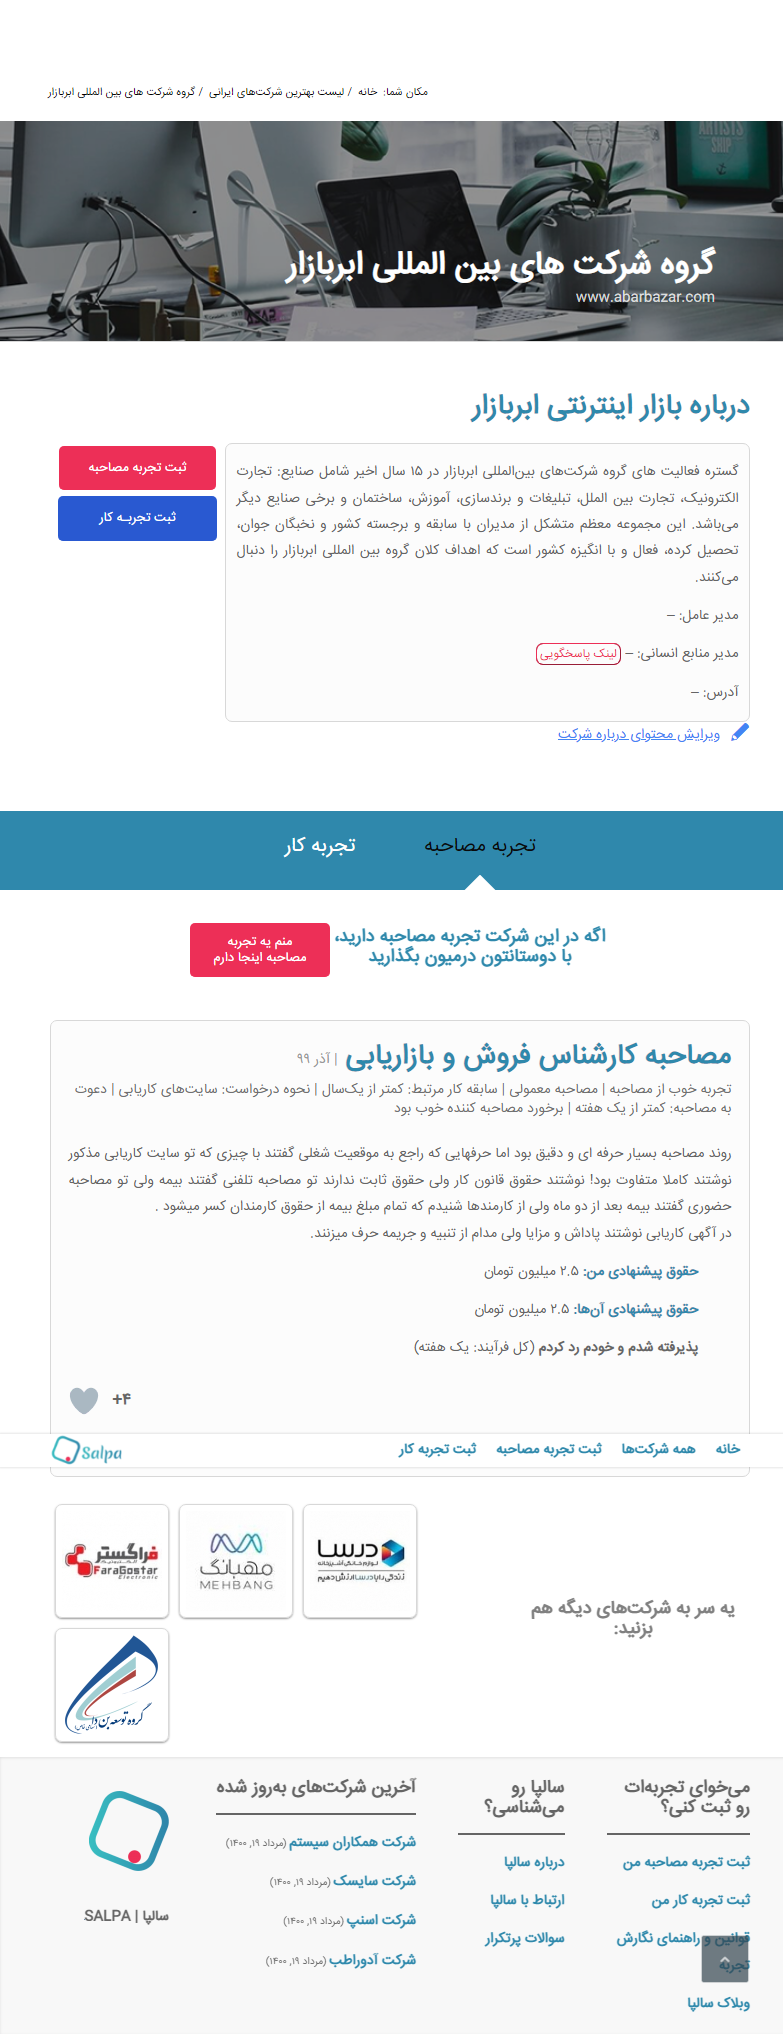 مکان شما: خانه / لیست بهترین شرکت‌های ایرانی / گروه شرکت های بین المللی ابربازار
ARTISTS
SHIP
گروه شرکت های بین المللی ابربازار
www.abarbazar.com
درباره بازار اینترنتی ابربازار
گستره فعالیت های گروه شرکت‌های بین‌المللی ابربازار در ۱۵ سال اخیر شامل صنایع: تجارت
الکترونیک، تجارت بین الملل، تبلیغات و برندسازی، آموزش، ساختمان و برخی صنایع دیگر
می‌باشد. این مجموعه معظم متشکل از مدیران با سابقه و برجسته کشور و نخبگان جوان،
تحصیل کرده، فعال و با انگیزه کشور است که اهداف کلان گروه بین المللی ابربازار را دنبال
می‌کنند.
مدیر عامل: –
مدیر منابع انسانی: – لینک پاسخگویی
آدرس: –
ویرایش محتوای درباره شرکت
ثبت تجربه مصاحبه
ثبت تجربـه کار
تجربه مصاحبه
تجربه کار
اگه در این شرکت تجربه مصاحبه دارید،
با دوستانتون درمیون بگذارید
منم یه تجربه
مصاحبه اینجا دارم
مصاحبه کارشناس فروش و بازاریابی | آذر ۹۹
تجربه خوب از مصاحبه | مصاحبه معمولی | سابقه کار مرتبط: کمتر از یک‌سال | نحوه درخواست: سایت‌های کاریابی | دعوت
به مصاحبه: کمتر از یک هفته | برخورد مصاحبه کننده خوب بود
روند مصاحبه بسیار حرفه ای و دقیق بود اما حرفهایی که راجع به موقعیت شغلی گفتند با چیزی که تو سایت کاریابی مذکور
نوشتند کاملا متفاوت بود! نوشتند حقوق قانون کار ولی حقوق ثابت ندارند تو مصاحبه تلفنی گفتند بیمه ولی تو مصاحبه
حضوری گفتند بیمه بعد از دو ماه ولی از کارمندها شنیدم که تمام مبلغ بیمه از حقوق کارمندان کسر میشود .
در آگهی کاریابی نوشتند پاداش و مزایا ولی مدام از تنبیه و جریمه حرف میزنند.
حقوق پیشنهادی من: ۲.۵ میلیون تومان
حقوق پیشنهادی آن‌ها: ۲.۵ میلیون تومان
پذیرفته شدم و خودم رد کردم (کل فرآیند: یک هفته)
+۴
خانه
همه شرکت‌ها
ثبت تجربه مصاحبه
ثبت تجربه کار
Salpa
یه سر به شرکت‌های دیگه هم
بزنید:
درسا
لوازم خانگی آشپزخانه
زندگی را با درسا ارزش دهیم
مهبانگ
MEHBANG
فراگستر
FaraGostar
Electronic
گروه توسعه بن دا
می‌خوای تجربه‌ات
رو ثبت کنی؟
ثبت تجربه مصاحبه من
ثبت تجربه کار من
قوانین و راهنمای نگارش
تجربه
وبلاگ سالپا
سالپا رو
می‌شناسی؟
درباره سالپا
ارتباط با سالپا
سوالات پرتکرار
آخرین شرکت‌های به‌روز شده
شرکت همکاران سیستم (مرداد ۱۹, ۱۴۰۰)
شرکت سایسک (مرداد ۱۹, ۱۴۰۰)
شرکت اسنپ (مرداد ۱۹, ۱۴۰۰)
شرکت آدوراطب (مرداد ۱۹, ۱۴۰۰)
سالپا | SALPA